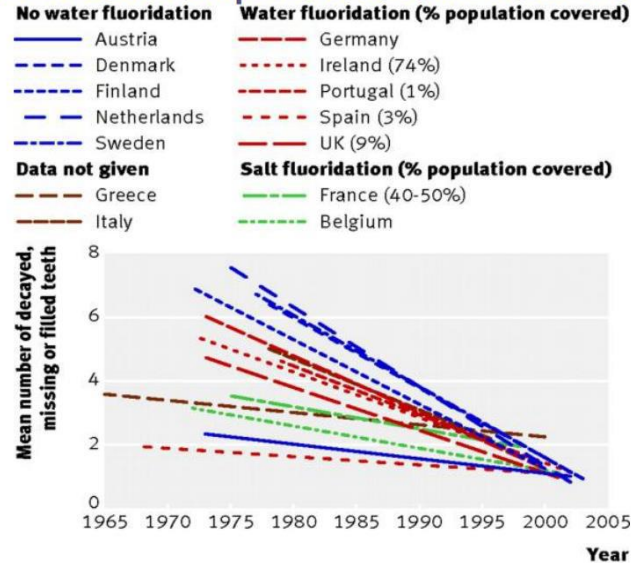 No water fluoridation
Austria
Denmark
Finland
Netherlands
Sweden
Data not given
Greece
Italy
Water fluoridation (% population covered)
Germany
Ireland (74%)
Portugal (1%)
Spain (3%)
UK (9%)
Salt fluoridation (% population covered)
France (40-50%)
Belgium
Mean number of decayed,
missing or filled teeth
8
6
4
2
0
1965 1970 1975 1980 1985 1990 1995 2000 2005
Year